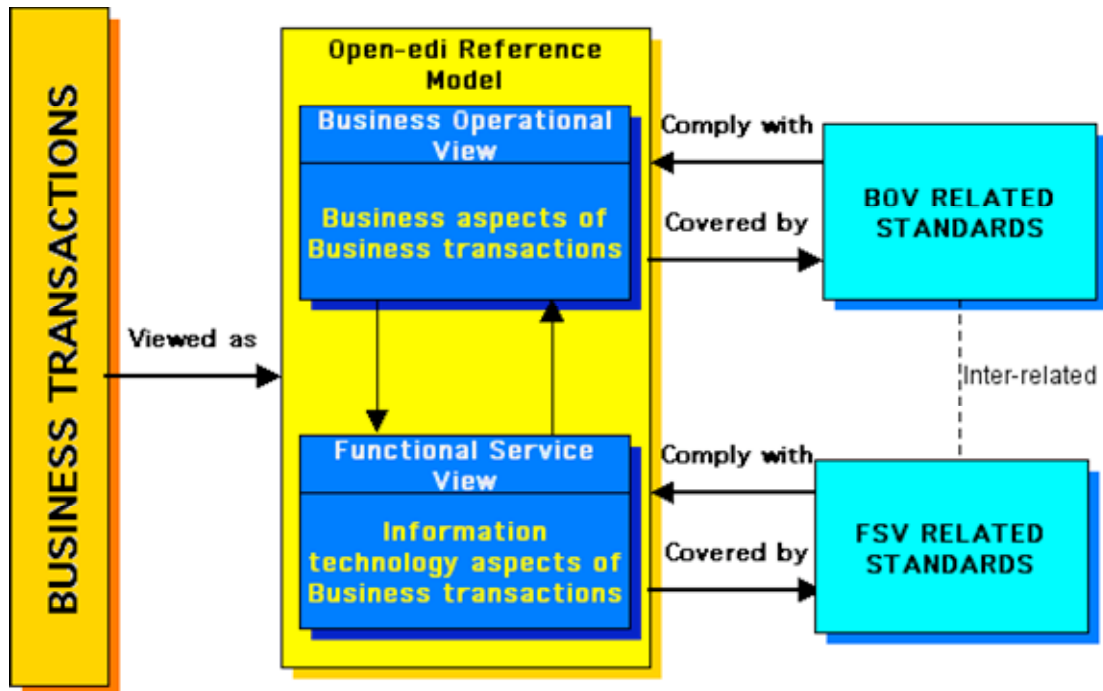 BUSINESS TRANSACTIONS
Open-edi Reference
Model
Business Operational
View
Business aspects of
Business transactions
Comply with
Covered by
BOV RELATED
STANDARDS
Viewed as
Inter-related
Functional Service
View
Information
technology aspects of
Business transactions
Comply with
Covered by
FSV RELATED
STANDARDS